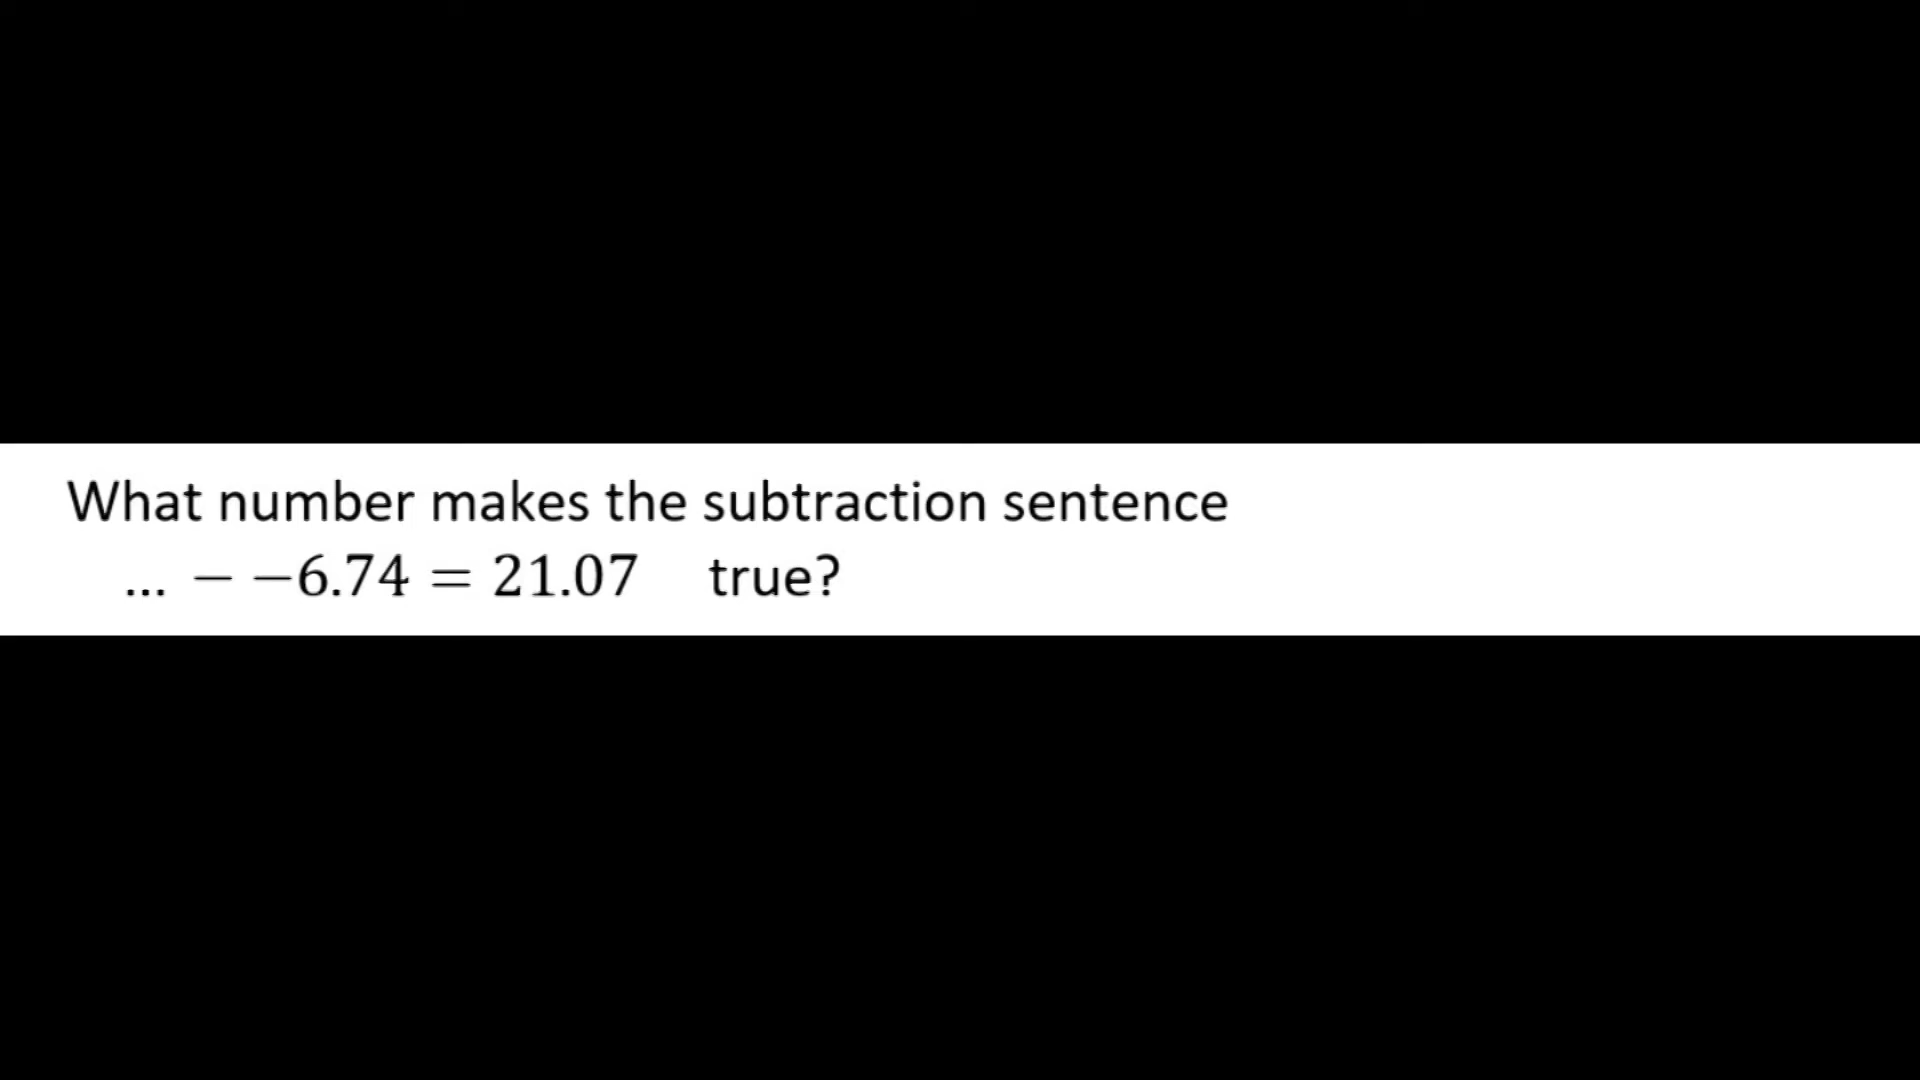 What number makes the subtraction sentence
... − −6.74 = 21.07 true?